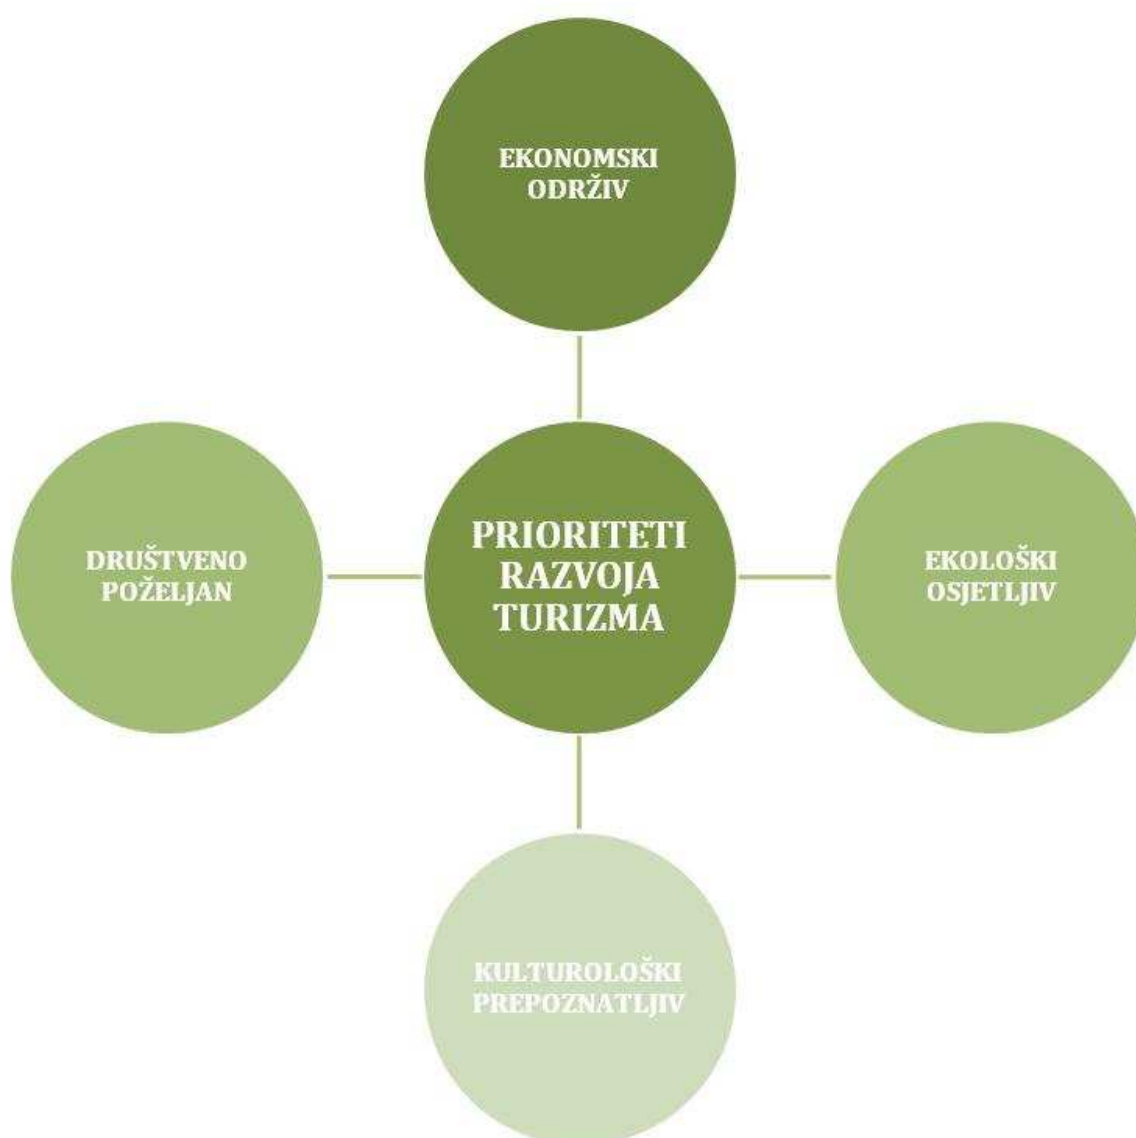 EKONOMSKI
ODRŽIV
DRUŠTVENO
POŽELJAN
PRIORITETI
RAZVOJA
TURIZMA
EKOLOŠKI
OSJETLJIV
KULTUROLOŠKI
PREPOZNATLJIV